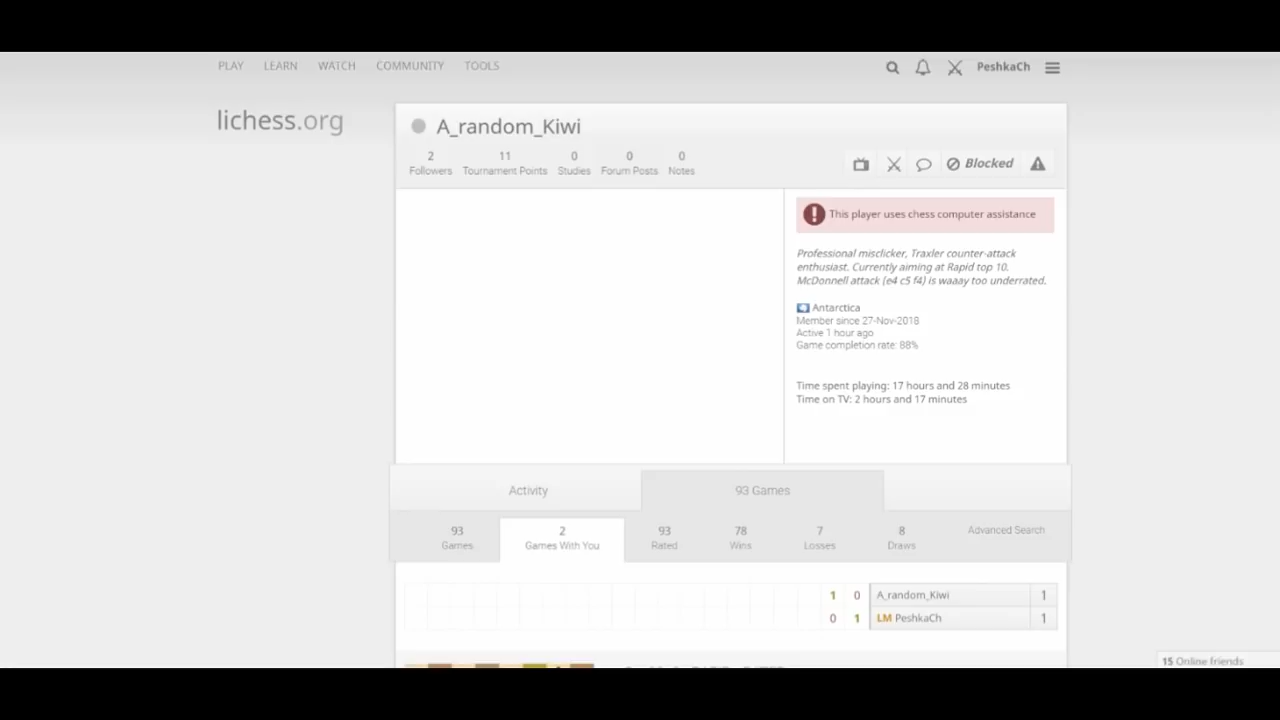 PLAY LEARN WATCH COMMUNITY TOOLS PeshkaCh
lichess.org
A_random_Kiwi
2 11 0 0 0
Followers Tournament Points Studies Forum Posts Notes
Blocked
This player uses chess computer assistance
Professional misclicker, Traxler counter-attack
enthusiast. Currently aiming at Rapid top 10.
McDonnell attack (e4 c5 f4) is waaay too underrated.
Antarctica
Member since 27-Nov-2018
Active 1 hour ago
Game completion rate: 88%
Time spent playing: 17 hours and 28 minutes
Time on TV: 2 hours and 17 minutes
Activity 93 Games
93 2 93 78 7 8
Games Games With You Rated Wins Losses Draws Advanced Search
1 0 A_random_Kiwi 1
0 1 LM PeshkaCh 1
15 Online friends